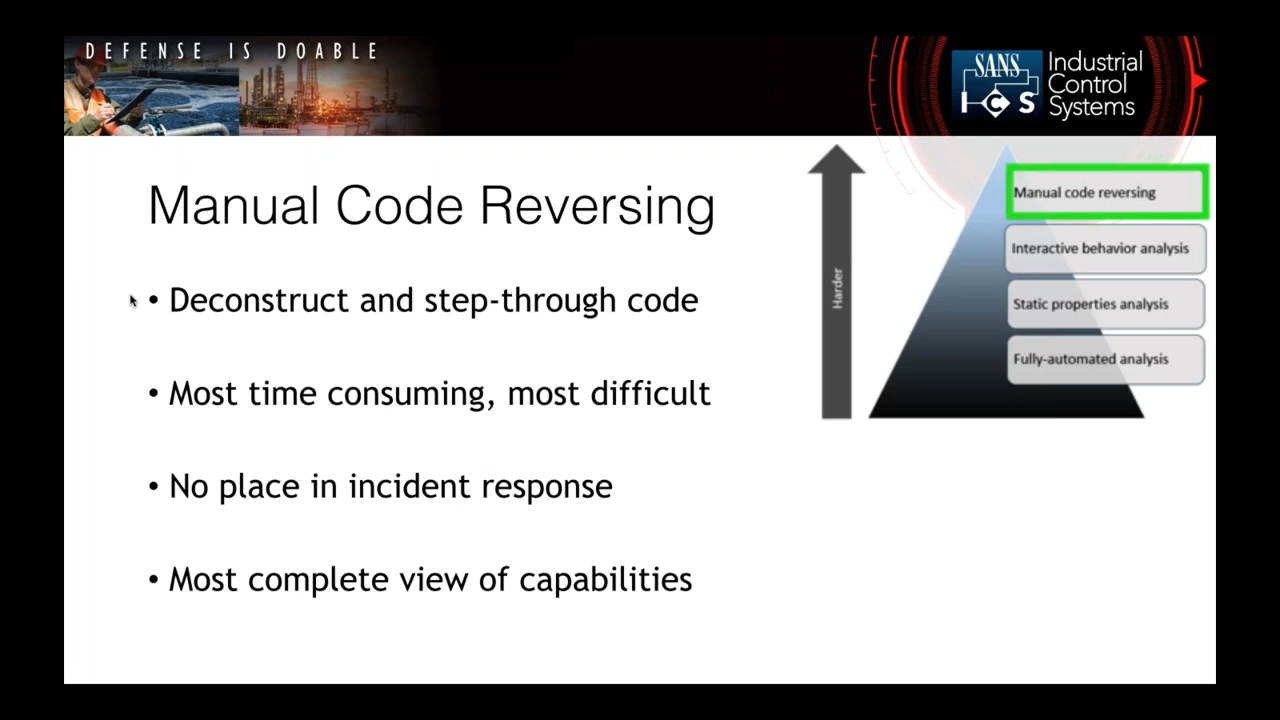 DEFENSE IS DOABLE
SANS
ICS
Industrial
Control
Systems
Manual Code Reversing
• Deconstruct and step-through code
• Most time consuming, most difficult
• No place in incident response
• Most complete view of capabilities
Harder
Manual code reversing
Interactive behavior analysis
Static properties analysis
Fully-automated analysis